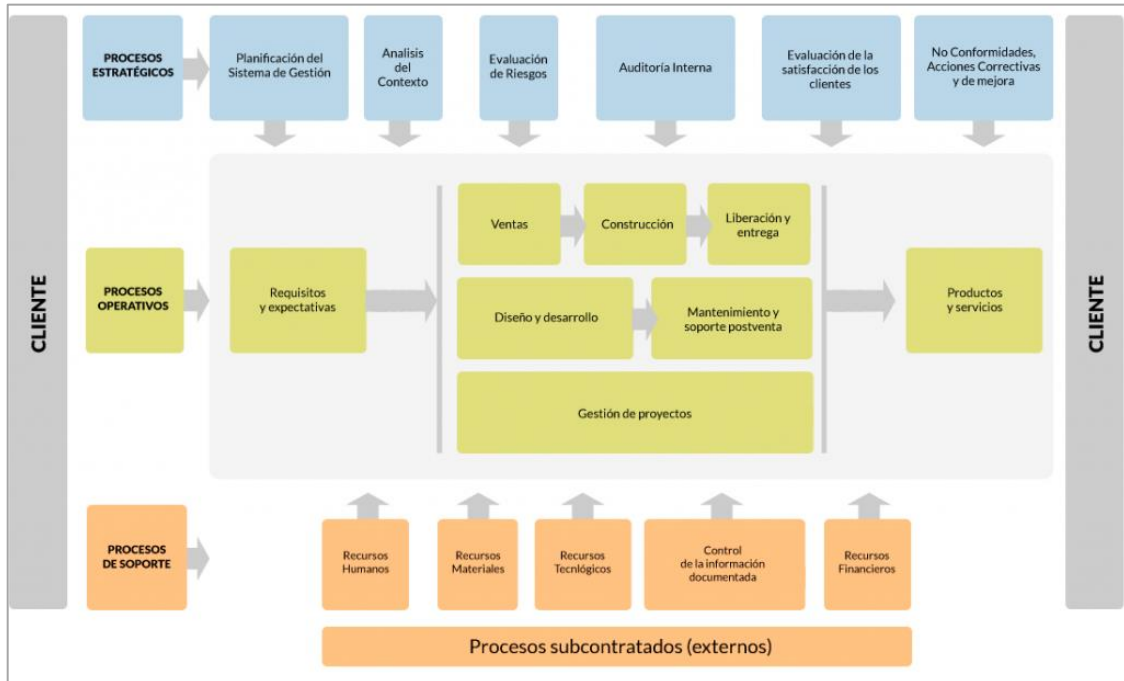 CLIENTE
PROCESOS
ESTRATÉGICOS
Planificación del
Sistema de Gestión
Analisis
del
Contexto
Evaluación
de Riesgos
Auditoría Interna
Evaluación de la
satisfacción de los
clientes
No Conformidades,
Acciones Correctivas
y de mejora
PROCESOS
OPERATIVOS
Requisitos
y expectativas
Ventas
Construcción
Liberación y
entrega
Diseño y desarrollo
Mantenimiento y
soporte postventa
Gestión de proyectos
Productos
y servicios
PROCESOS
DE SOPORTE
Recursos
Humanos
Recursos
Materiales
Recursos
Tecnlógicos
Control
de la información
documentada
Recursos
Financieros
Procesos subcontratados (externos)
CLIENTE